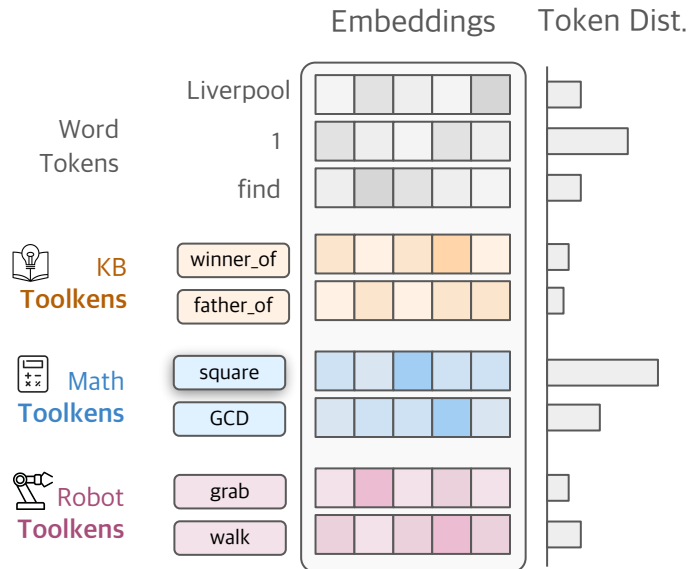 Embeddings
Token Dist.
Word
Tokens
Liverpool
1
find
KB
Toolkens
winner_of
father_of
Math
Toolkens
square
GCD
Robot
Toolkens
grab
walk